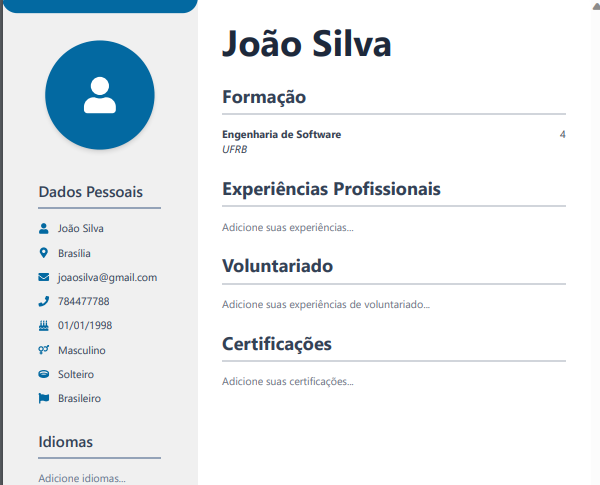 João Silva
Formação
Engenharia de Software 4
UFRB
Experiências Profissionais
Adicione suas experiências...
Voluntariado
Adicione suas experiências de voluntariado...
Certificações
Adicione suas certificações...
Dados Pessoais
João Silva
Brasília
joaosilva@gmail.com
784477788
01/01/1998
Masculino
Solteiro
Brasileiro
Idiomas
Adicione idiomas...